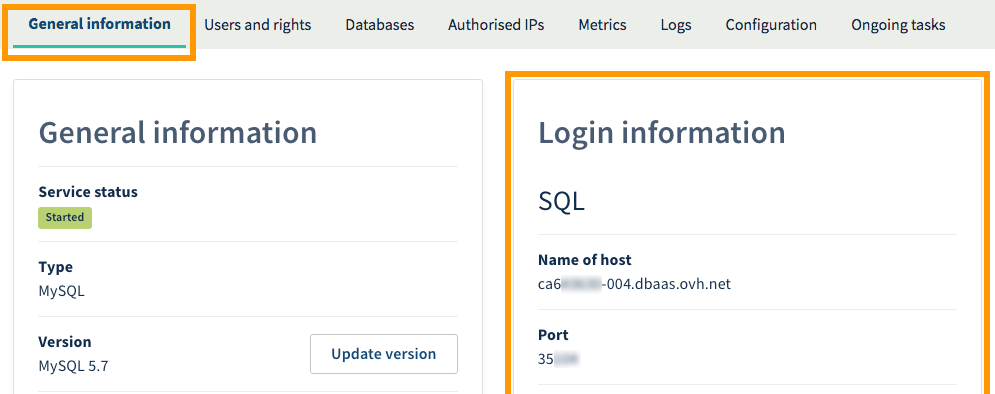 General information
Users and rights
Databases
Authorised IPs
Metrics
Logs
Configuration
Ongoing tasks
General information
Service status
Started
Type
MySQL
Version
MySQL 5.7
Update version
Login information
SQL
Name of host
ca6 -004.dbaas.ovh.net
Port
35